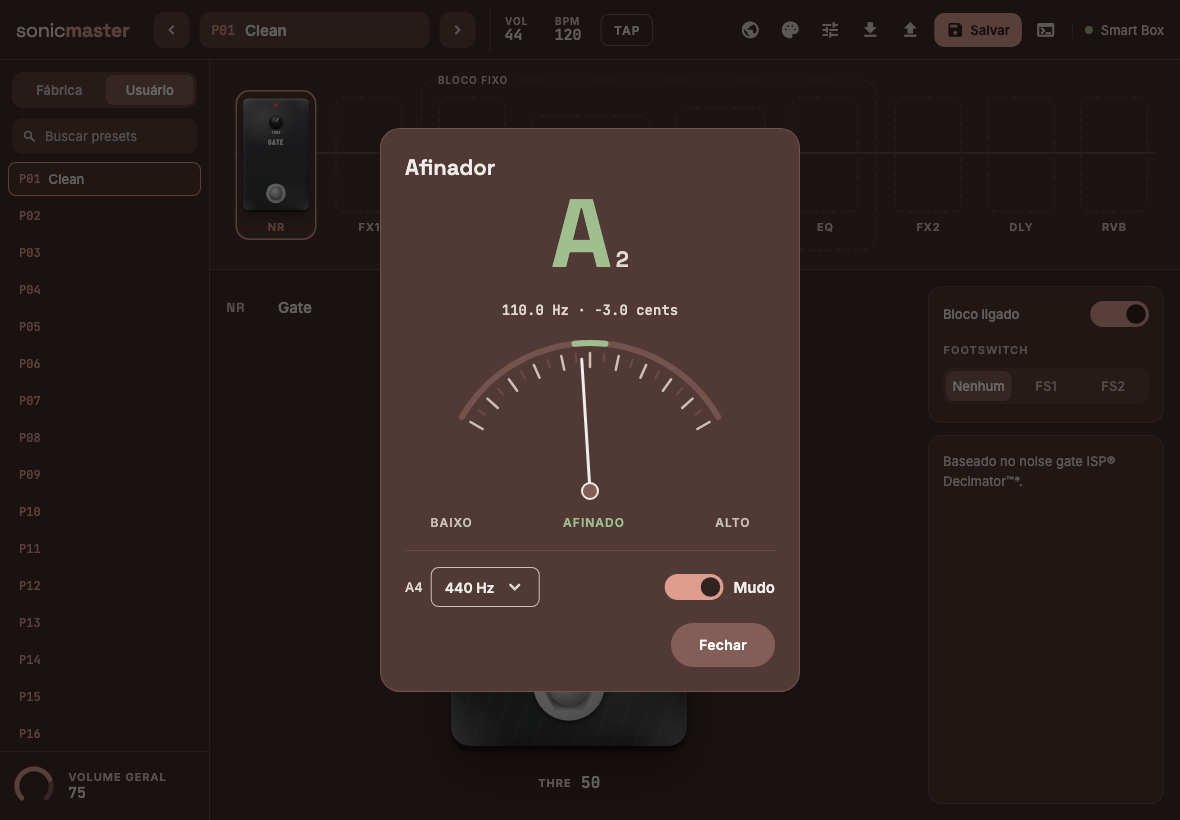 sonicmaster
P01 Clean
VOL
44
BPM
120
TAP
Salvar
Smart Box
Fábrica
Usuário
Buscar presets
P01 Clean
P02
P03
P04
P05
P06
P07
P08
P09
P10
P11
P12
P13
P14
P15
P16
VOLUME GERAL
75
BLOCO FIXO
THRE
GATE
NR
FX1
EQ
FX2
DLY
RVB
NR Gate
Afinador
A2
110.0 Hz · -3.0 cents
BAIXO
AFINADO
ALTO
A4
440 Hz
Mudo
Fechar
THRE 50
Bloco ligado
FOOTSWITCH
Nenhum
FS1
FS2
Baseado no noise gate ISP®
Decimator™*.